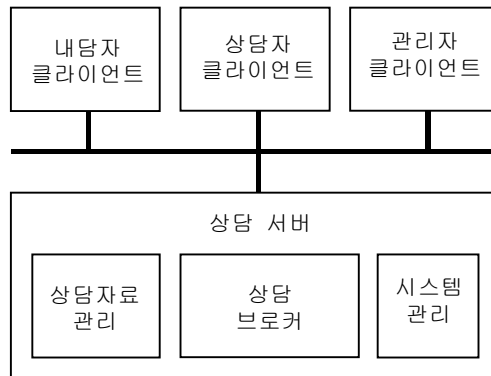 내담자
클라이언트
상담자
클라이언트
관리자
클라이언트
상담 서버
상담자료
관리
상담
브로커
시스템
관리